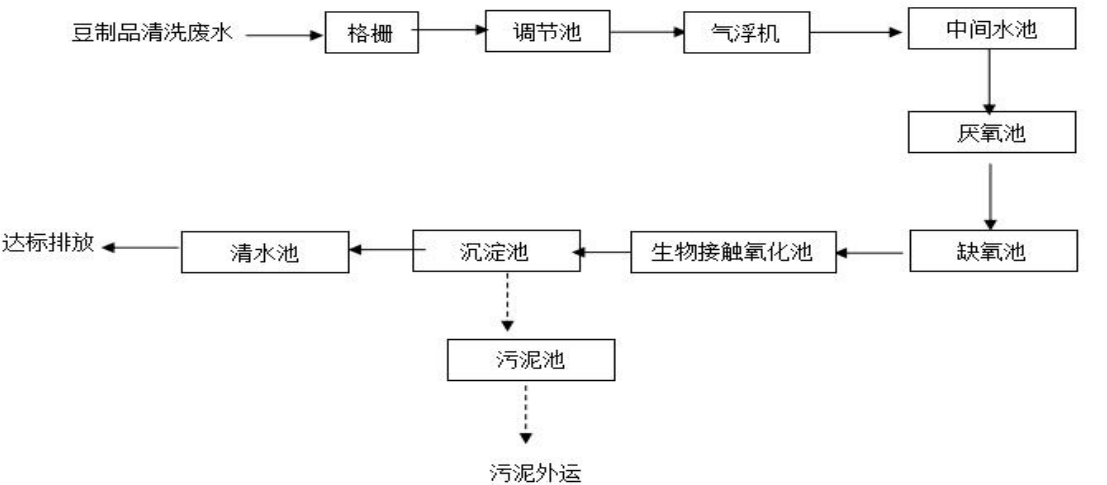 豆制品清洗废水
格栅
调节池
气浮机
中间水池
厌氧池
缺氧池
生物接触氧化池
沉淀池
清水池
达标排放
污泥池
污泥外运